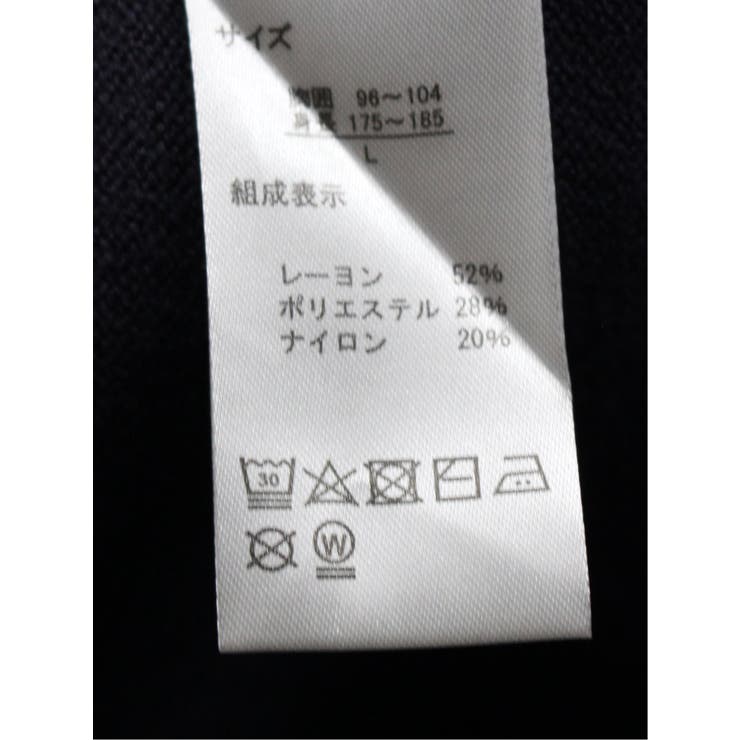 サイズ
胸囲 96～104
身長 175～185
L
組成表示
レーヨン 52%
ポリエステル 28%
ナイロン 20%
30
W